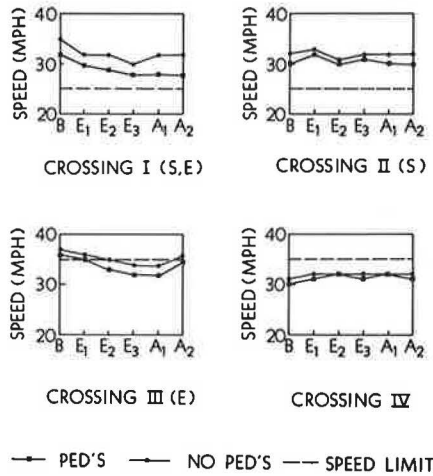 SPEED (MPH)
40
30
20
B E₁ E₂ E₃ A₁ A₂
CROSSING I (S,E)
SPEED (MPH)
40
30
20
B E₁ E₂ E₃ A₁ A₂
CROSSING II (S)
SPEED (MPH)
40
30
20
B E₁ E₂ E₃ A₁ A₂
CROSSING III (E)
SPEED (MPH)
40
30
20
B E₁ E₂ E₃ A₁ A₂
CROSSING IV
PED'S NO PED'S SPEED LIMIT